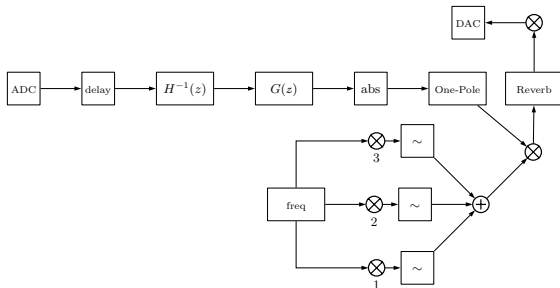 DAC
ADC
delay
H⁻¹(z)
G(z)
abs
One-Pole
Reverb
3
~
freq
2
~
1
~